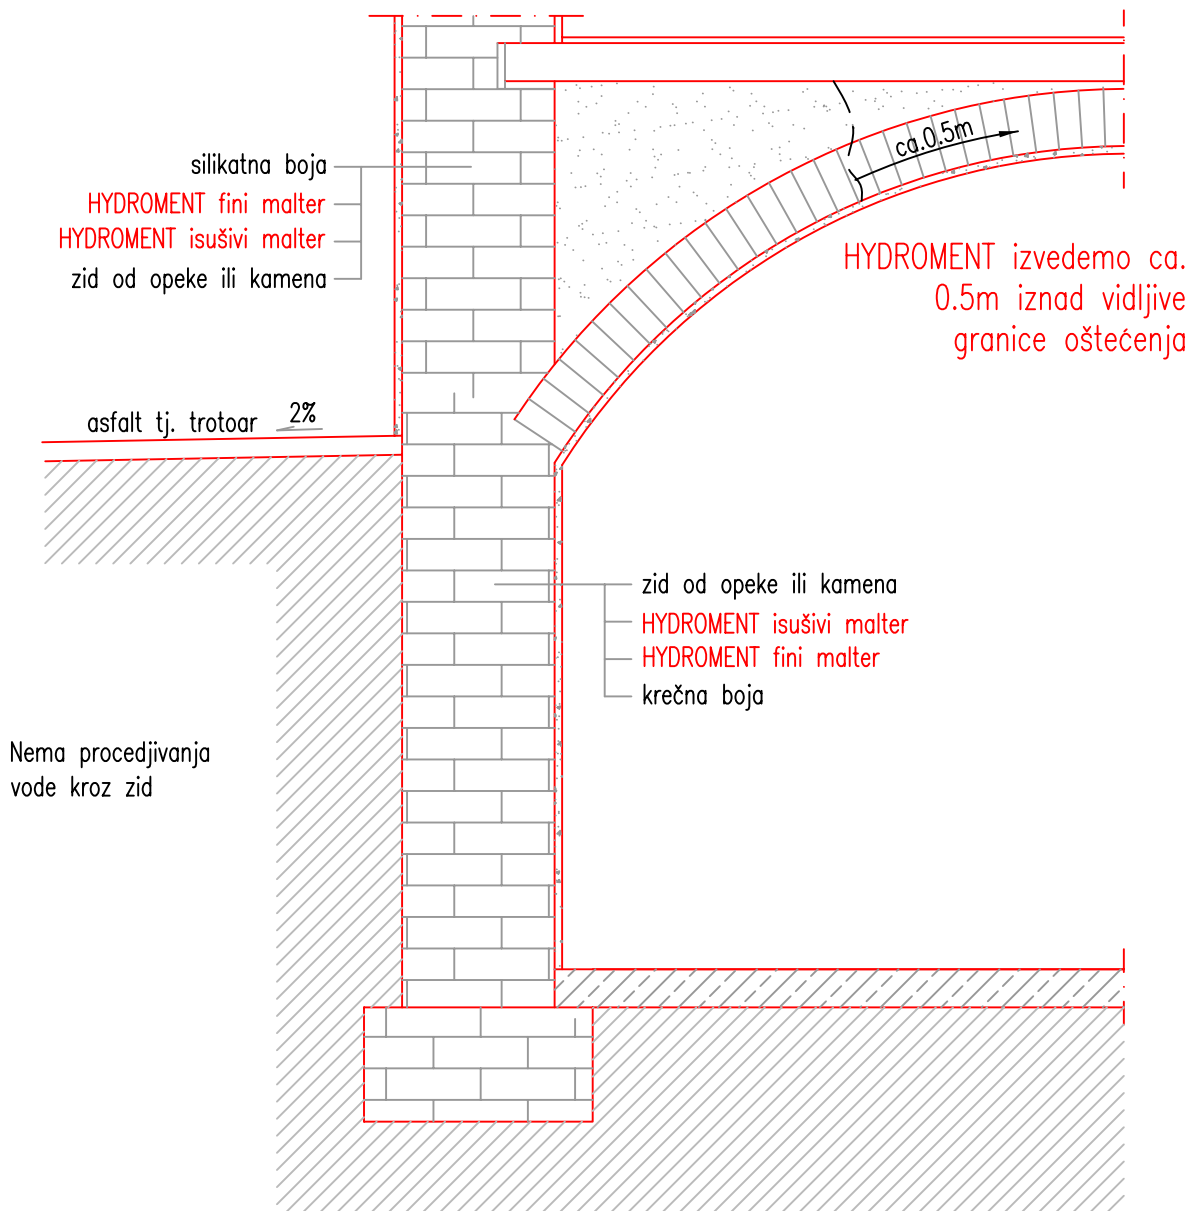 silikatna boja
HYDROMENT fini malter
HYDROMENT isušivi malter
zid od opeke ili kamena
ca.0.5m
HYDROMENT izvedemo ca.
0.5m iznad vidljive
granice oštećenja
asfalt tj. trotoar 2%
zid od opeke ili kamena
HYDROMENT isušivi malter
HYDROMENT fini malter
krečna boja
Nema procedjivanja
vode kroz zid